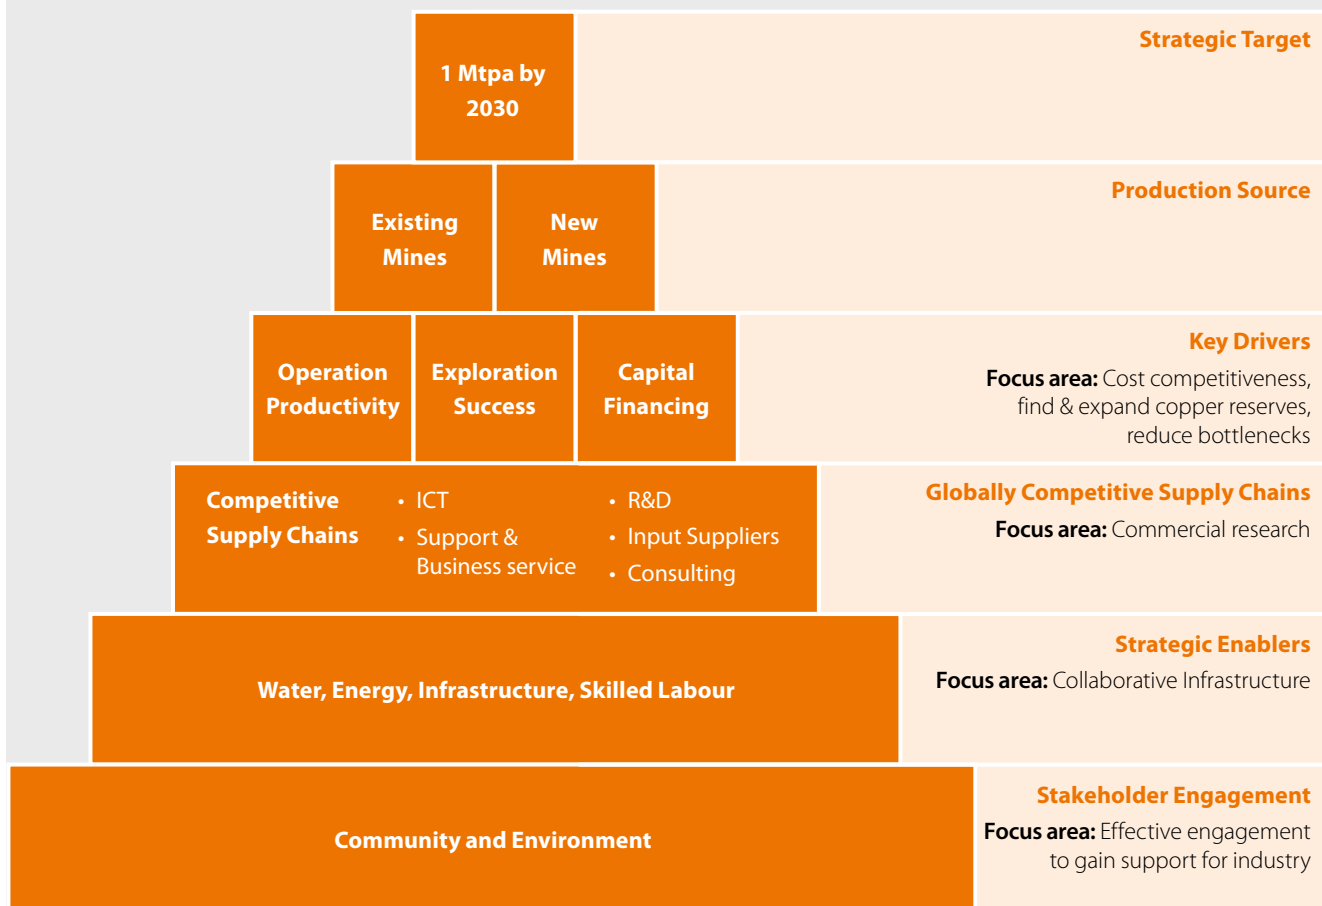 Strategic Target
1 Mtpa by
2030
Production Source
Existing
Mines
New
Mines
Key Drivers
Focus area: Cost competitiveness,
find & expand copper reserves,
reduce bottlenecks
Operation
Productivity
Exploration
Success
Capital
Financing
Globally Competitive Supply Chains
Focus area: Commercial research
Competitive
Supply Chains
• ICT
• Support &
Business service
• R&D
• Input Suppliers
• Consulting
Strategic Enablers
Focus area: Collaborative Infrastructure
Water, Energy, Infrastructure, Skilled Labour
Stakeholder Engagement
Focus area: Effective engagement
to gain support for industry
Community and Environment